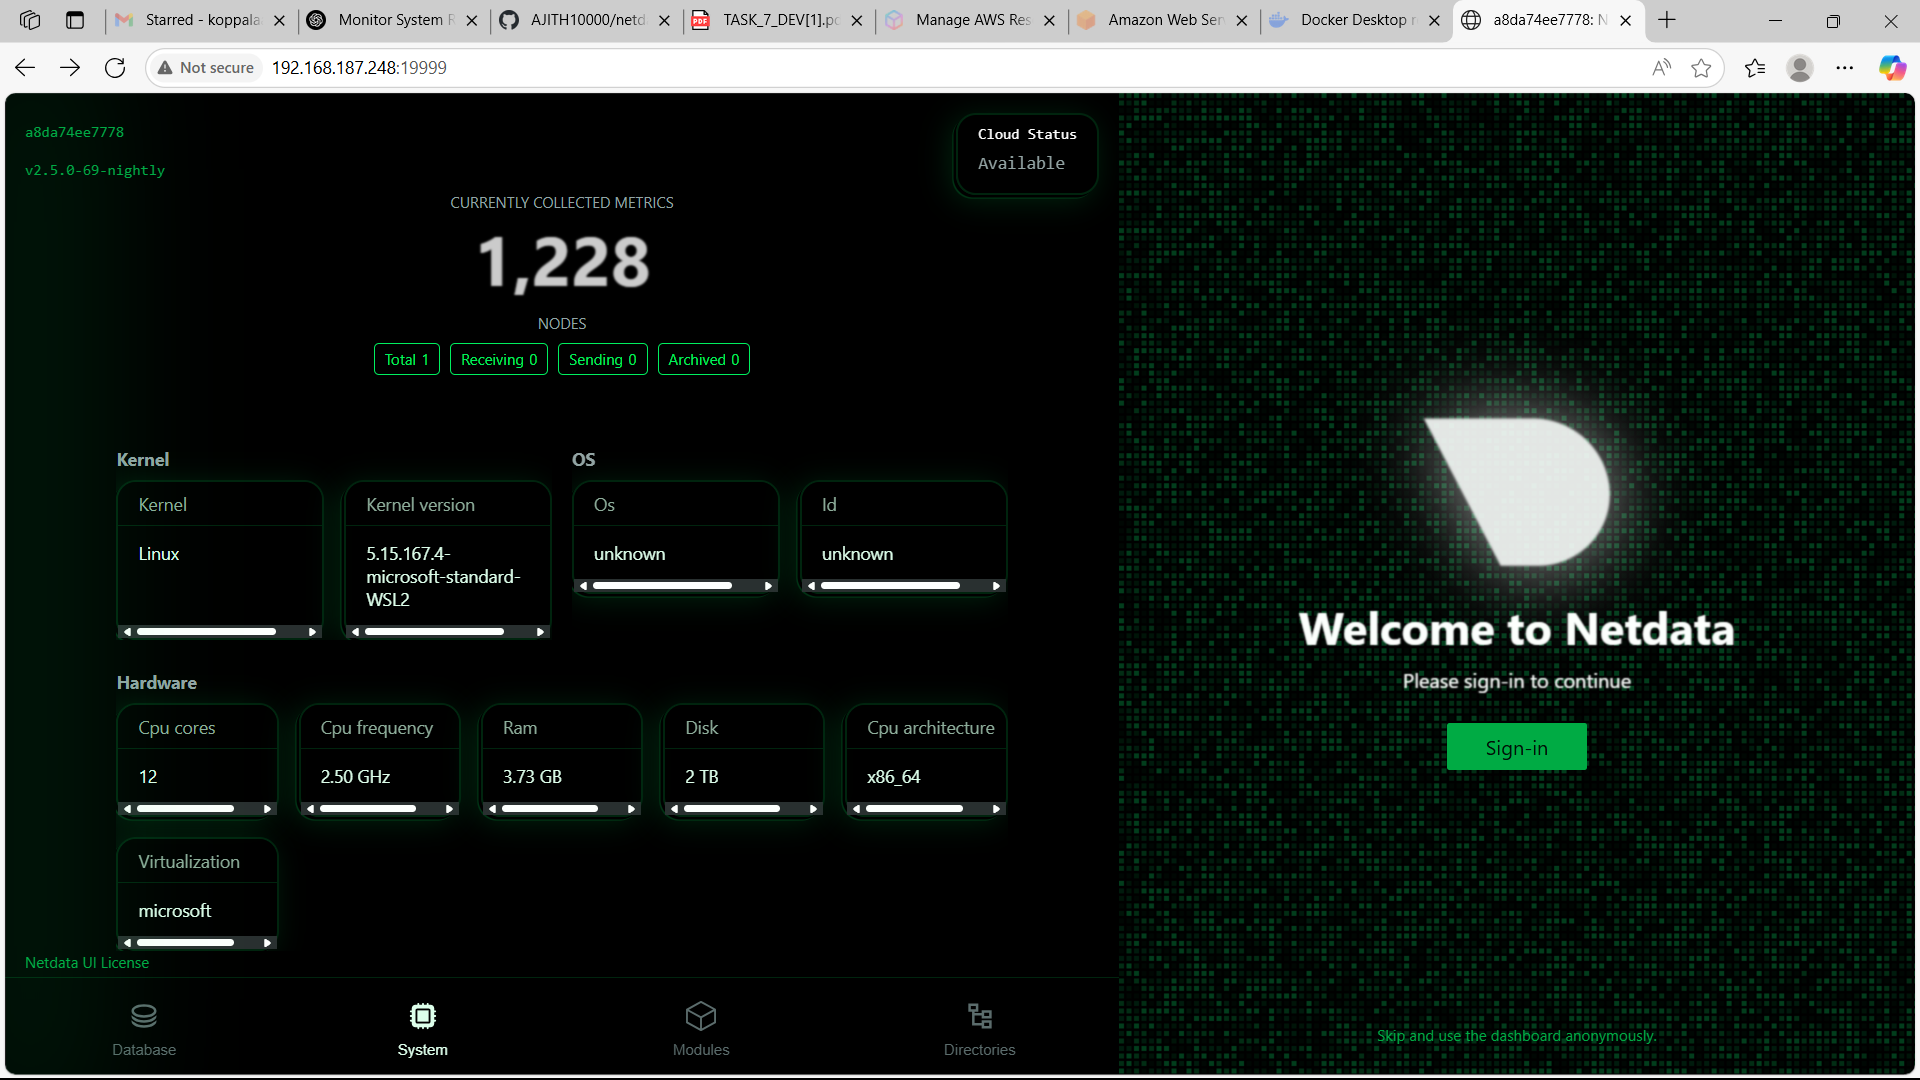 Starred - koppala
Monitor System R
AJITH10000/netd
TASK_7_DEV[1].pd
Manage AWS Res
Amazon Web Ser
Docker Desktop r
a8da74ee7778: N
Not secure
192.168.187.248:19999
a8da74ee7778
v2.5.0-69-nightly
Cloud Status
Available
CURRENTLY COLLECTED METRICS
1,228
NODES
Total 1
Receiving 0
Sending 0
Archived 0
Kernel
OS
Kernel
Linux
Kernel version
5.15.167.4-
microsoft-standard-
WSL2
Os
unknown
Id
unknown
Hardware
Cpu cores
12
Cpu frequency
2.50 GHz
Ram
3.73 GB
Disk
2 TB
Cpu architecture
x86_64
Virtualization
microsoft
Netdata UI License
Database
System
Modules
Directories
Welcome to Netdata
Please sign-in to continue
Sign-in
Skip and use the dashboard anonymously.